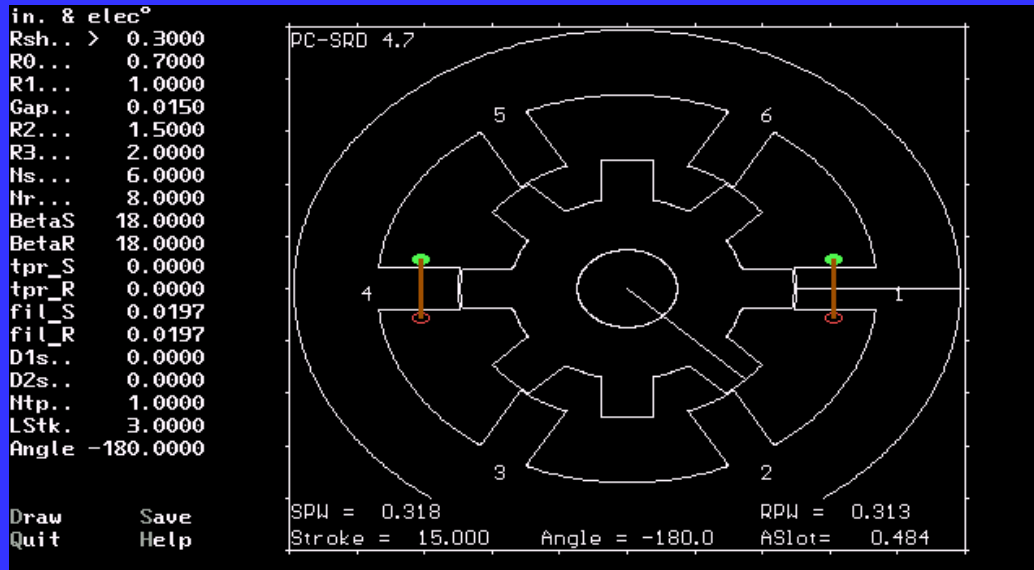 in. & elec°
Rsh.. > 0.3000
R0... 0.7000
R1... 1.0000
Gap.. 0.0150
R2... 1.5000
R3... 2.0000
Ns... 6.0000
Nr... 8.0000
BetaS 18.0000
BetaR 18.0000
tpr_S 0.0000
tpr_R 0.0000
fil_S 0.0197
fil_R 0.0197
D1s.. 0.0000
D2s.. 0.0000
Ntp.. 1.0000
LStk. 3.0000
Angle -180.0000
Draw Save
Quit Help
PC-SRD 4.7
5 6
4 1
3 2
SPW = 0.318 RPW = 0.313
Stroke = 15.000 Angle = -180.0 ASlot= 0.484